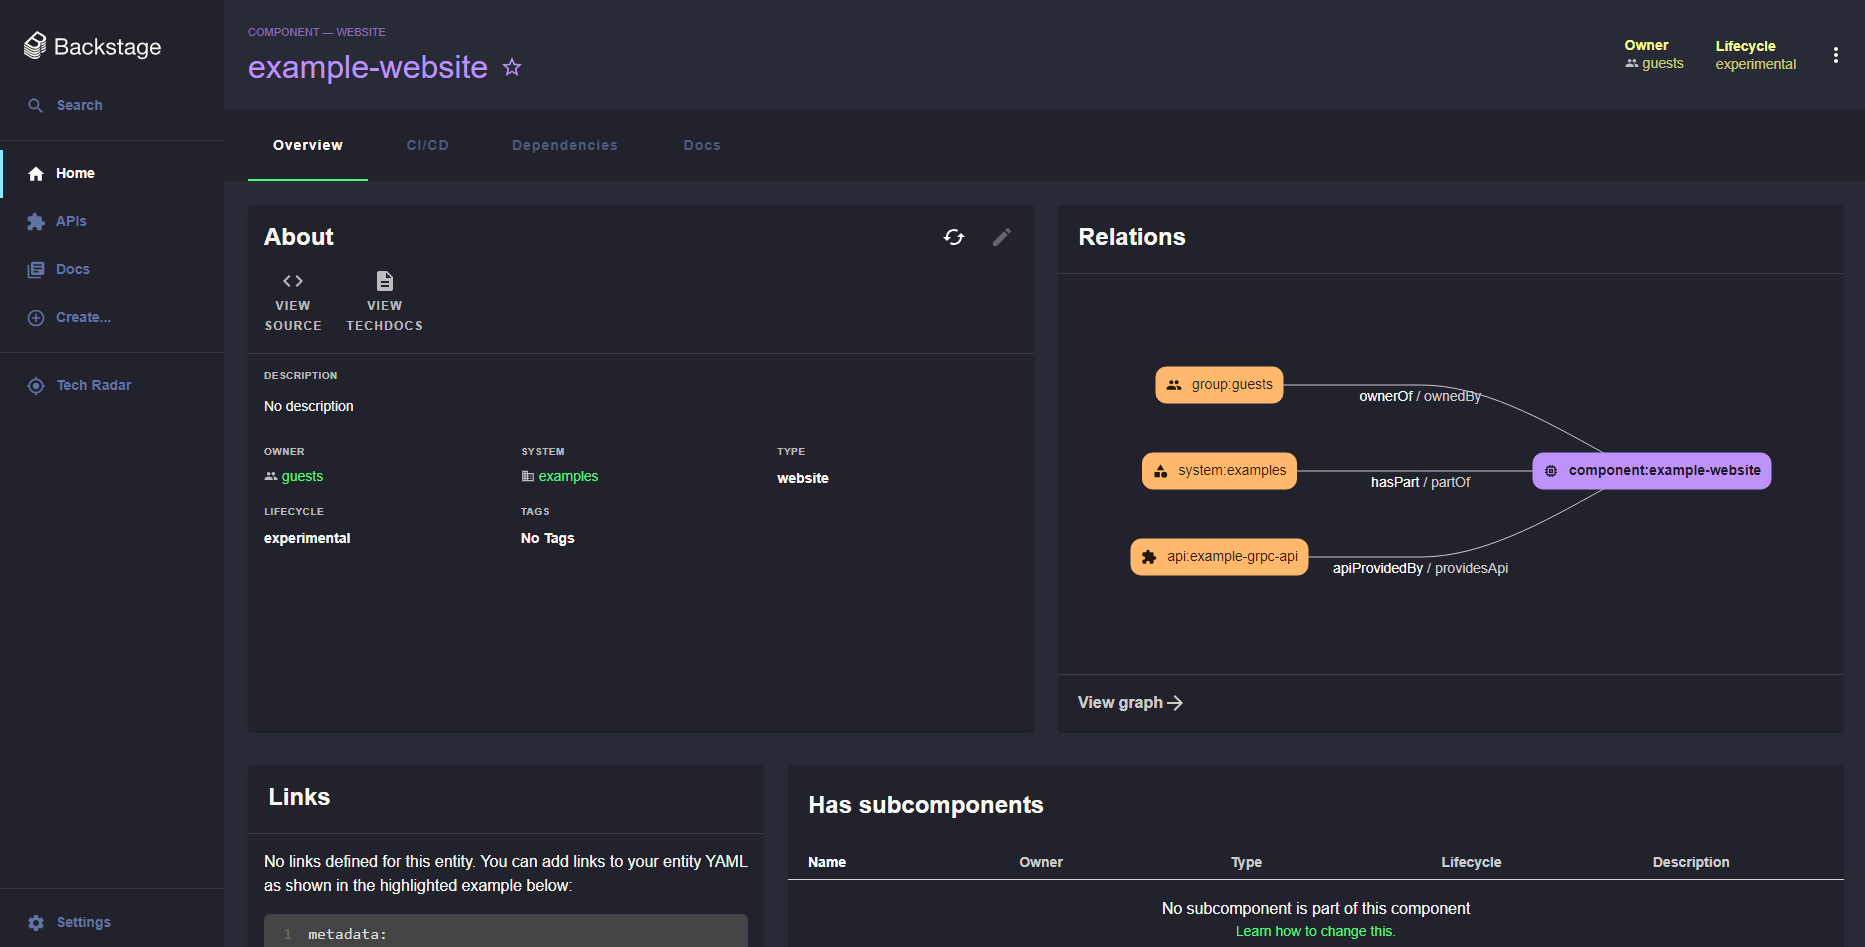 Backstage
Search
Home
APIs
Docs
Create...
Tech Radar
Settings
COMPONENT — WEBSITE
example-website
Owner
guests
Lifecycle
experimental
Overview
CI/CD
Dependencies
Docs
About
VIEW
SOURCE
VIEW
TECHDOCS
DESCRIPTION
No description
OWNER
guests
SYSTEM
examples
TYPE
website
LIFECYCLE
experimental
TAGS
No Tags
Relations
group:guests
ownerOf / ownedBy
system:examples
hasPart / partOf
component:example-website
api:example-grpc-api
apiProvidedBy / providesApi
View graph
Links
No links defined for this entity. You can add links to your entity YAML
as shown in the highlighted example below:
1 metadata:
Has subcomponents
Name Owner Type Lifecycle Description
No subcomponent is part of this component
Learn how to change this.